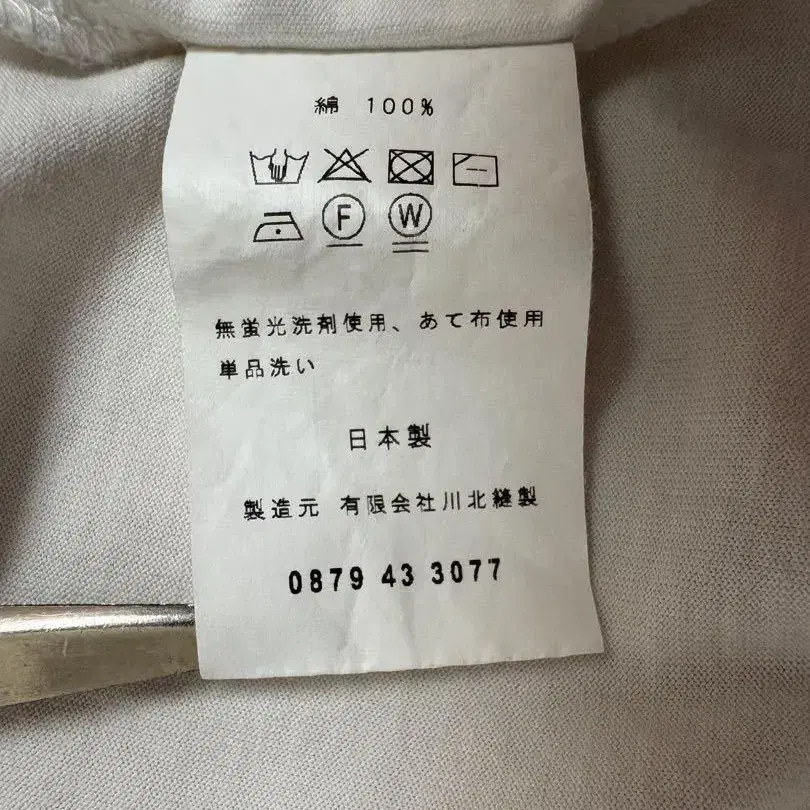 綿 100%
F W
無蛍光洗剤使用、あて布使用
単品洗い
日本製
製造元 有限会社川北縫製
0879 43 3077